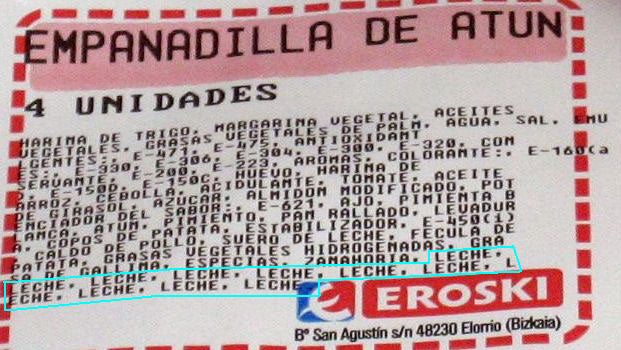 EMPANADILLA DE ATUN
4 UNIDADES
HARINA DE TRIGO, MARGARINA VEGETAL, ACEITES
VEGETALES, GRASAS VEGETALES DE PALM, AGUA, SAL, EMU
LGENTES:, E-471, E-475, ANTIOXIDANT
ES:, E-330, E-306, E-304, E-300, E-320, COM
SERVANTE, E-200, E-223, AROMAS, COLORANTE:, E-160(a
), E-150D, E-150C, HUEVO, HARINA DE
ARROZ, CEBOLLA, ACIDULANTE, TOMATE, ACEITE
DE GIRASOL, AZUCAR, ALMIDON MODIFICADO, POT
ENCIADOR DEL SABOR: E-621, AJO, PIMIENTA B
LANCA, ATUN, PIMIENTO, PAN RALLADO, LEVADUR
A, COPOS DE PATATA, ESTABILIZADOR, E-450(i)
, CALDO DE POLLO, SUERO DE LECHE, FECULA DE
PATATA, GRASAS VEGETALES HIDROGENADAS, GRA
SA DE GALLINA, ESPECIAS, ZANAHORIA, LECHE,
LECHE, LECHE, LECHE, LECHE, LECHE, LECHE, L
ECHE, LECHE, LECHE, LECHE
EROSKI
Bº San Agustín s/n 48230 Elorrio (Bizkaia)